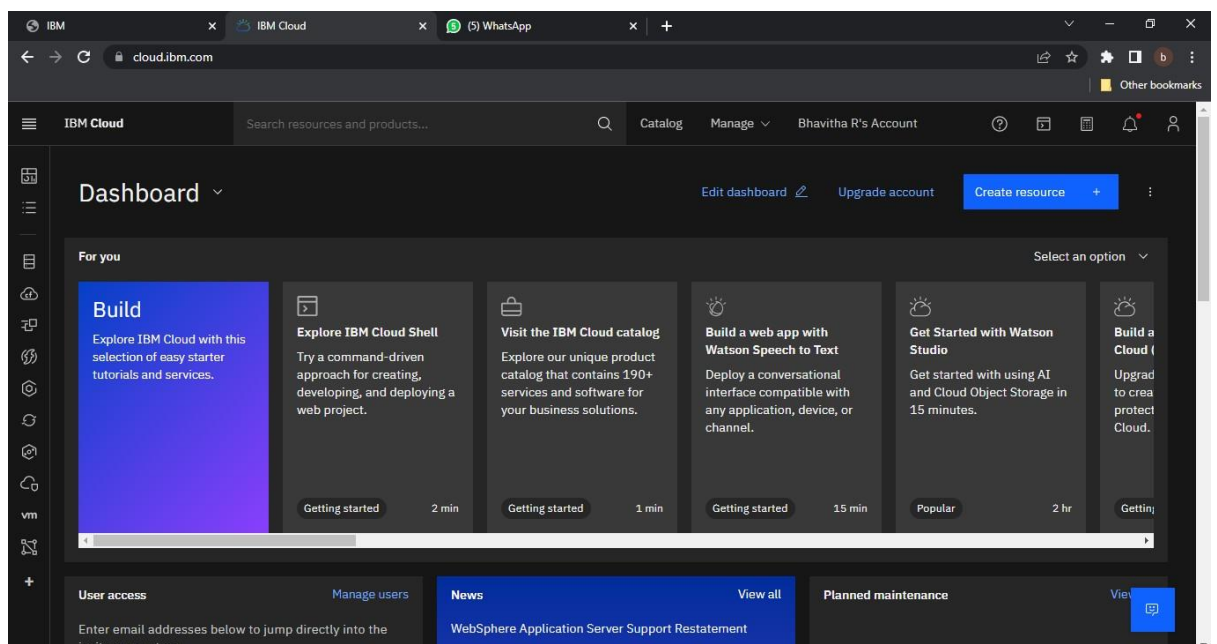 IBM
IBM Cloud
(5) WhatsApp
cloud.ibm.com
b
Other bookmarks
IBM Cloud
Search resources and products...
Catalog
Manage
Bhavitha R's Account
Dashboard
Edit dashboard
Upgrade account
Create resource +
For you
Select an option
Build
Explore IBM Cloud with this
selection of easy starter
tutorials and services.
Explore IBM Cloud Shell
Try a command-driven
approach for creating,
developing, and deploying a
web project.
Getting started
2 min
Visit the IBM Cloud catalog
Explore our unique product
catalog that contains 190+
services and software for
your business solutions.
Getting started
1 min
Build a web app with
Watson Speech to Text
Deploy a conversational
interface compatible with
any application, device, or
channel.
Getting started
15 min
Get Started with Watson
Studio
Get started with using AI
and Cloud Object Storage in
15 minutes.
Popular
2 hr
Build a
Cloud (
Upgrad
to crea
protect
Cloud.
Getting
vm
User access
Manage users
Enter email addresses below to jump directly into the
News
View all
WebSphere Application Server Support Restatement
Planned maintenance